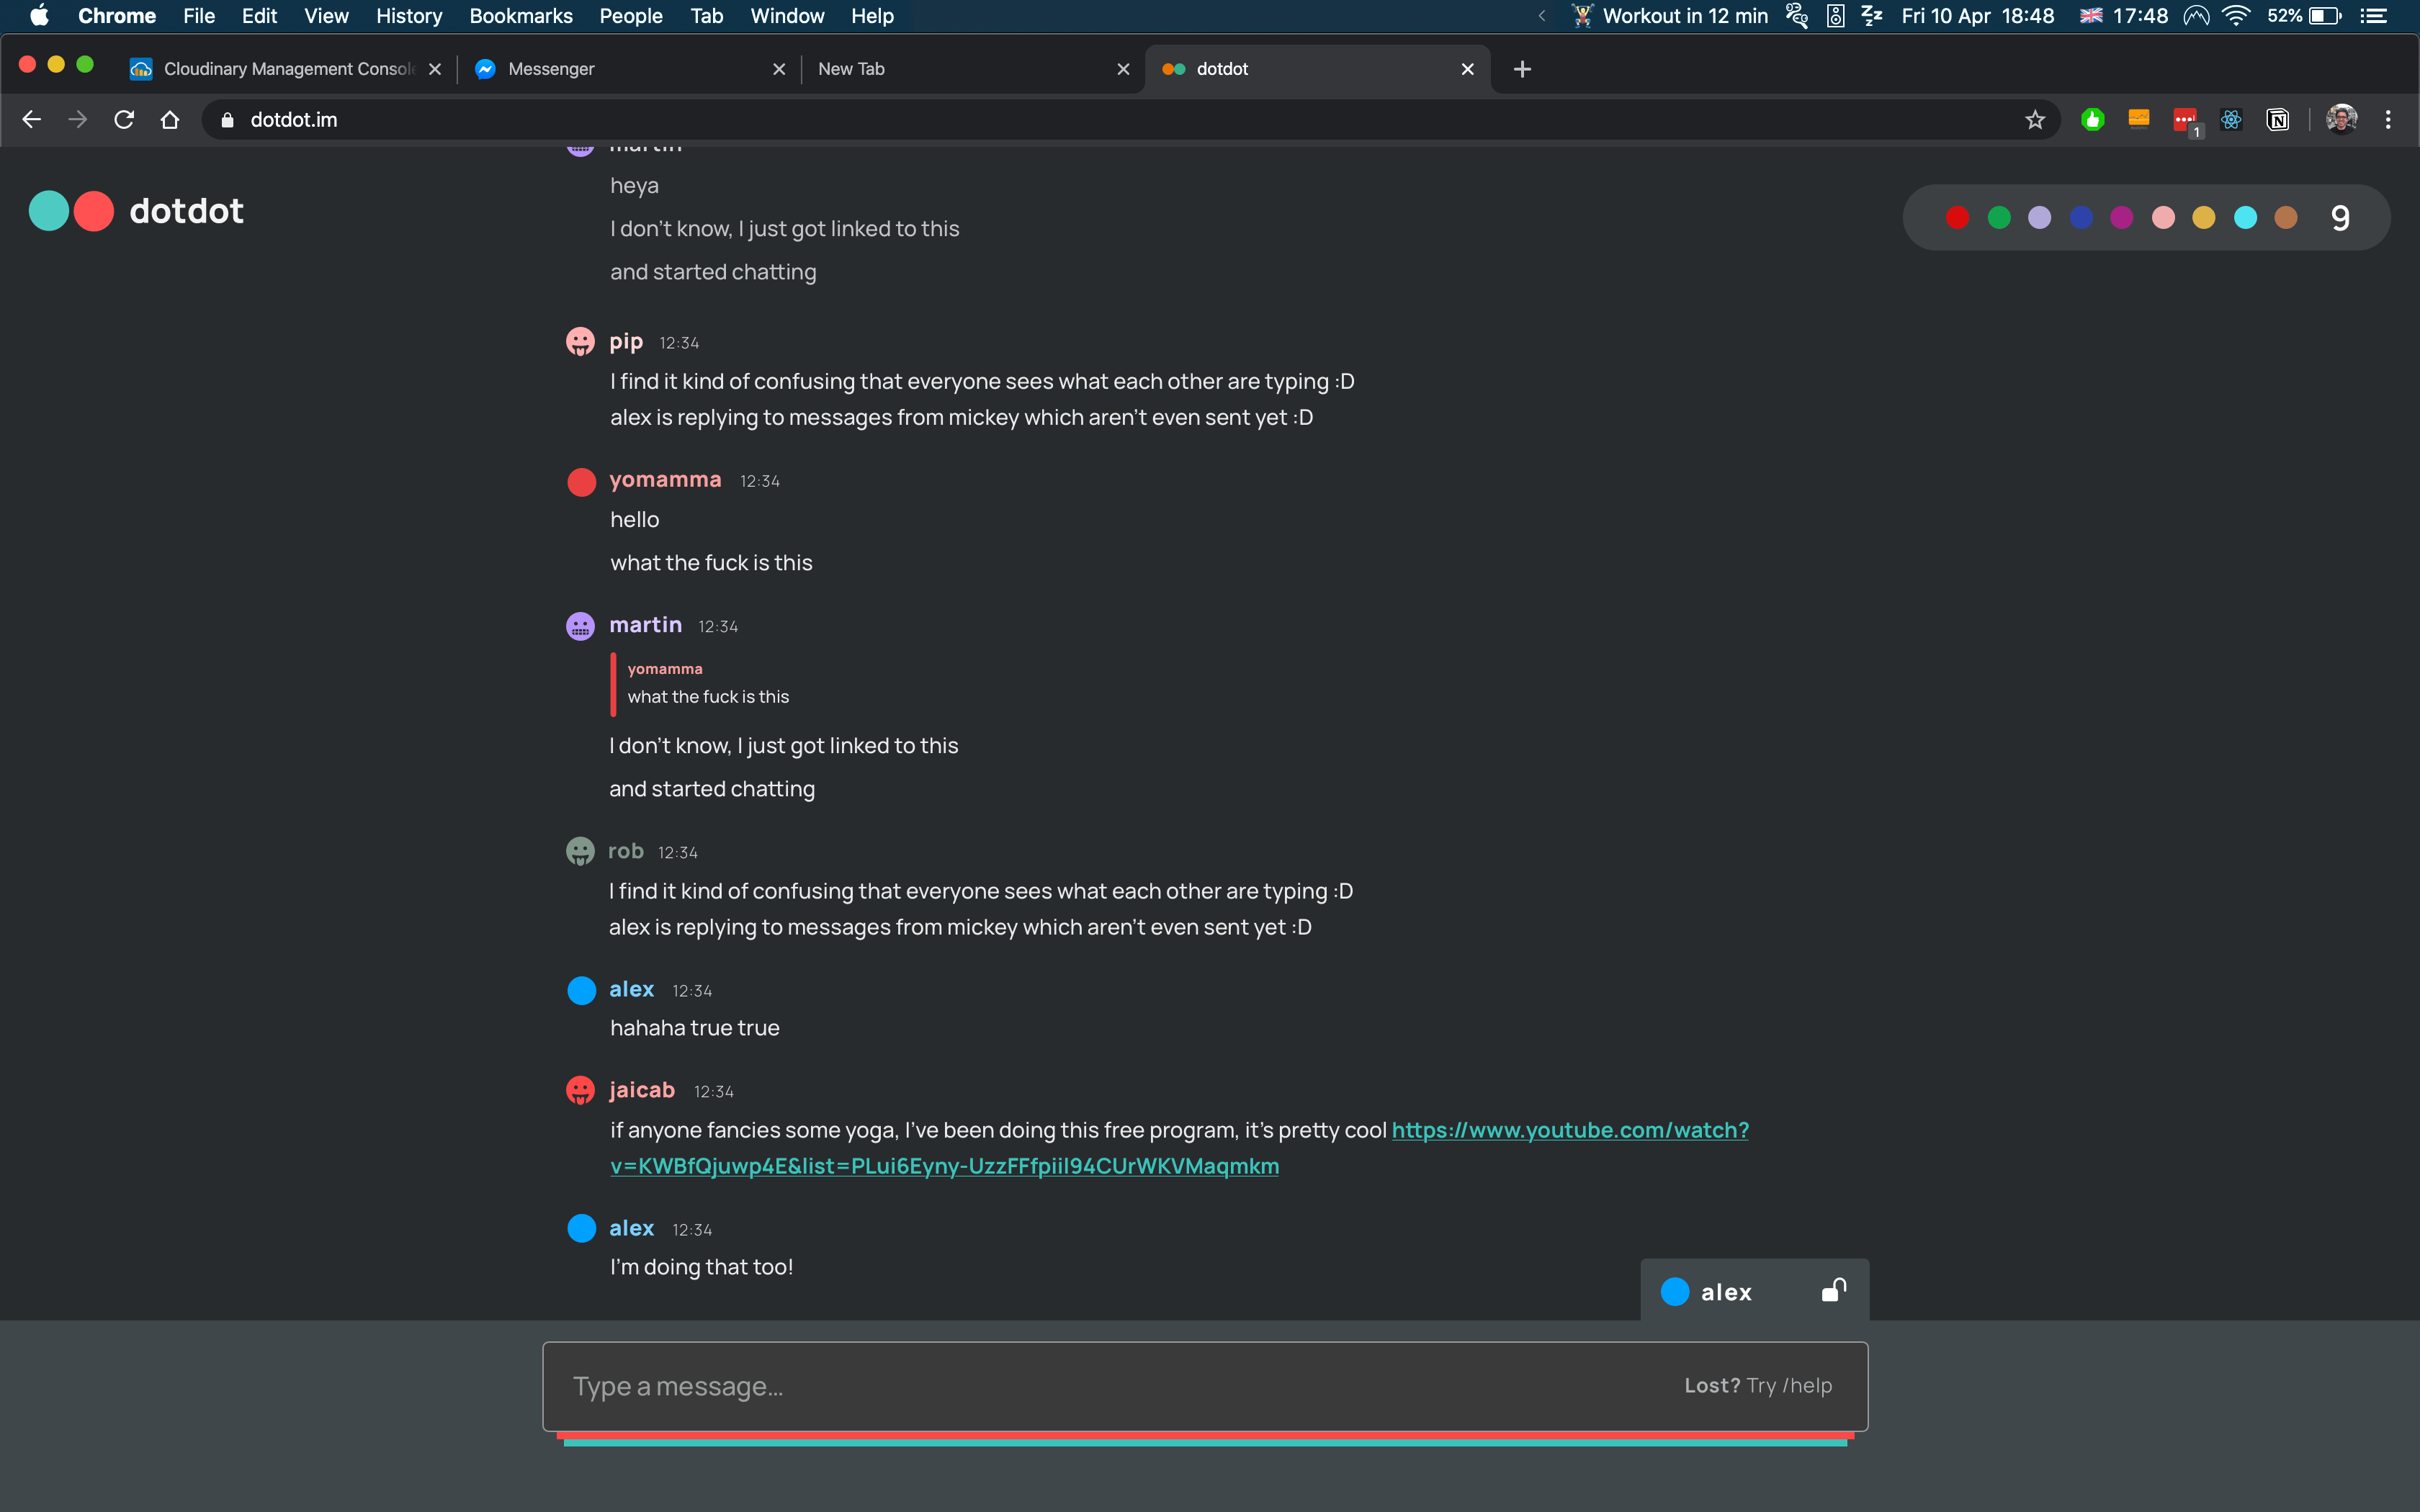 Chrome File Edit View History Bookmarks People Tab Window Help Workout in 12 min Fri 10 Apr 18:48 17:48 52%
Cloudinary Management Consol Messenger New Tab dotdot
dotdot.im
1
martin
dotdot
9
heya
I don't know, I just got linked to this
and started chatting
pip 12:34
I find it kind of confusing that everyone sees what each other are typing :D
alex is replying to messages from mickey which aren't even sent yet :D
yomamma 12:34
hello
what the fuck is this
martin 12:34
yomamma
what the fuck is this
I don't know, I just got linked to this
and started chatting
rob 12:34
I find it kind of confusing that everyone sees what each other are typing :D
alex is replying to messages from mickey which aren't even sent yet :D
alex 12:34
hahaha true true
jaicab 12:34
if anyone fancies some yoga, I've been doing this free program, it's pretty cool https://www.youtube.com/watch?
v=KWBfQjuwp4E&list=PLui6Eyny-UzzFFfpiil94CUrWKVMaqmkm
alex 12:34
I'm doing that too!
alex
Type a message...
Lost? Try /help